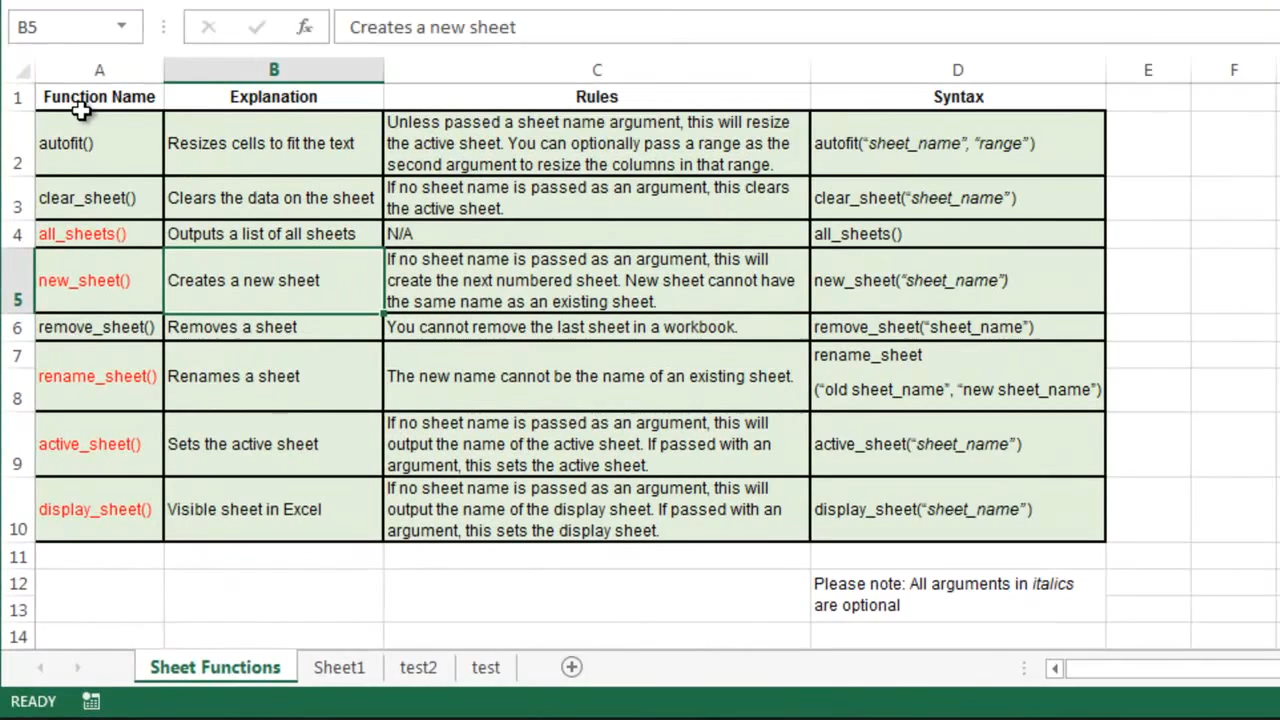 B5
fx
Creates a new sheet
A B C D E F
1 Function Name Explanation Rules Syntax
Unless passed a sheet name argument, this will resize
autofit() Resizes cells to fit the text the active sheet. You can optionally pass a range as the autofit(“sheet_name”, “range”)
2 second argument to resize the columns in that range.
clear_sheet() Clears the data on the sheet If no sheet name is passed as an argument, this clears clear_sheet(“sheet_name”)
3 the active sheet.
4 all_sheets() Outputs a list of all sheets N/A all_sheets()
If no sheet name is passed as an argument, this will
new_sheet() Creates a new sheet create the next numbered sheet. New sheet cannot have new_sheet(“sheet_name”)
5 the same name as an existing sheet.
6 remove_sheet() Removes a sheet You cannot remove the last sheet in a workbook. remove_sheet(“sheet_name”)
7 rename_sheet
rename_sheet() Renames a sheet The new name cannot be the name of an existing sheet.
8 (“old sheet_name”, “new sheet_name”)
If no sheet name is passed as an argument, this will
active_sheet() Sets the active sheet output the name of the active sheet. If passed with an active_sheet(“sheet_name”)
9 argument, this sets the active sheet.
If no sheet name is passed as an argument, this will
display_sheet() Visible sheet in Excel output the name of the display sheet. If passed with an display_sheet(“sheet_name”)
10 argument, this sets the display sheet.
11
12 Please note: All arguments in italics
13 are optional
14
Sheet Functions Sheet1 test2 test
READY